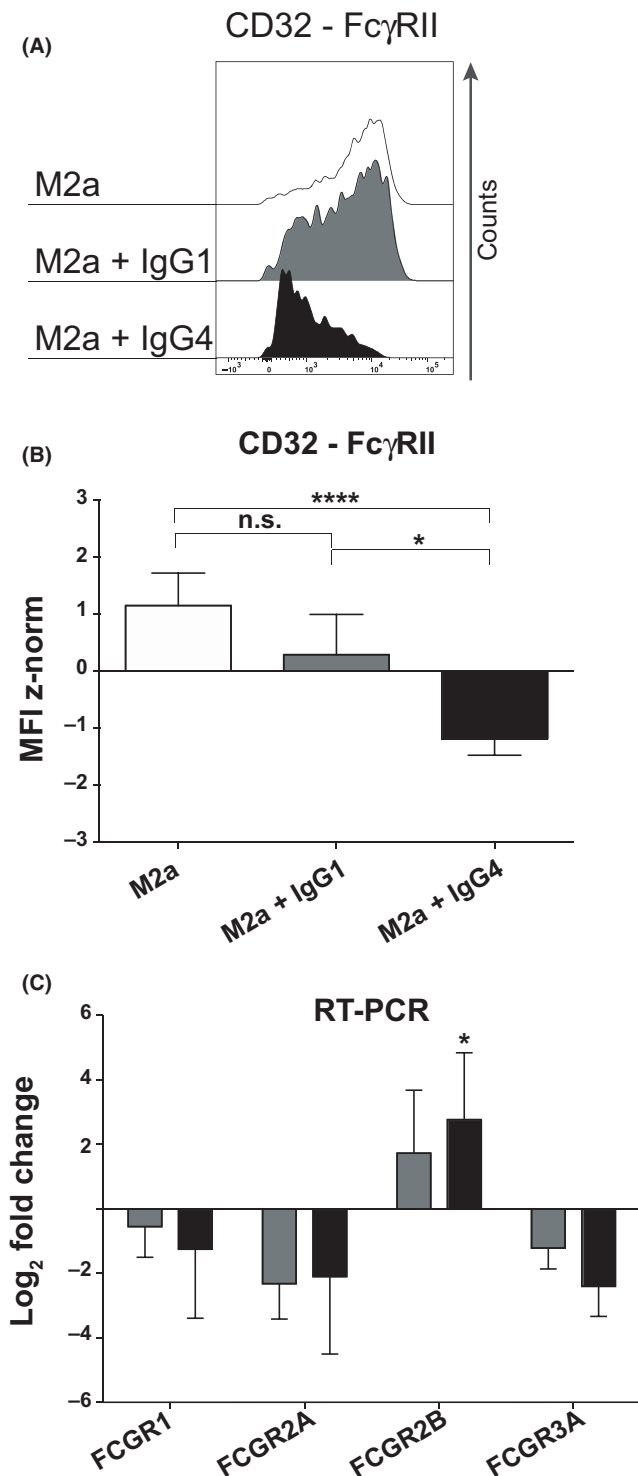 (A)
CD32 - FcγRII
M2a
M2a + IgG1
M2a + IgG4
Counts
–10³ 0 10³ 10⁴ 10⁵
(B)
CD32 - FcγRII
MFI z-norm
3
2
1
0
–1
–2
–3
****
n.s.
*
M2a
M2a + IgG1
M2a + IgG4
(C)
RT-PCR
Log₂ fold change
6
4
2
–2
–4
–6
*
FCGR1
FCGR2A
FCGR2B
FCGR3A